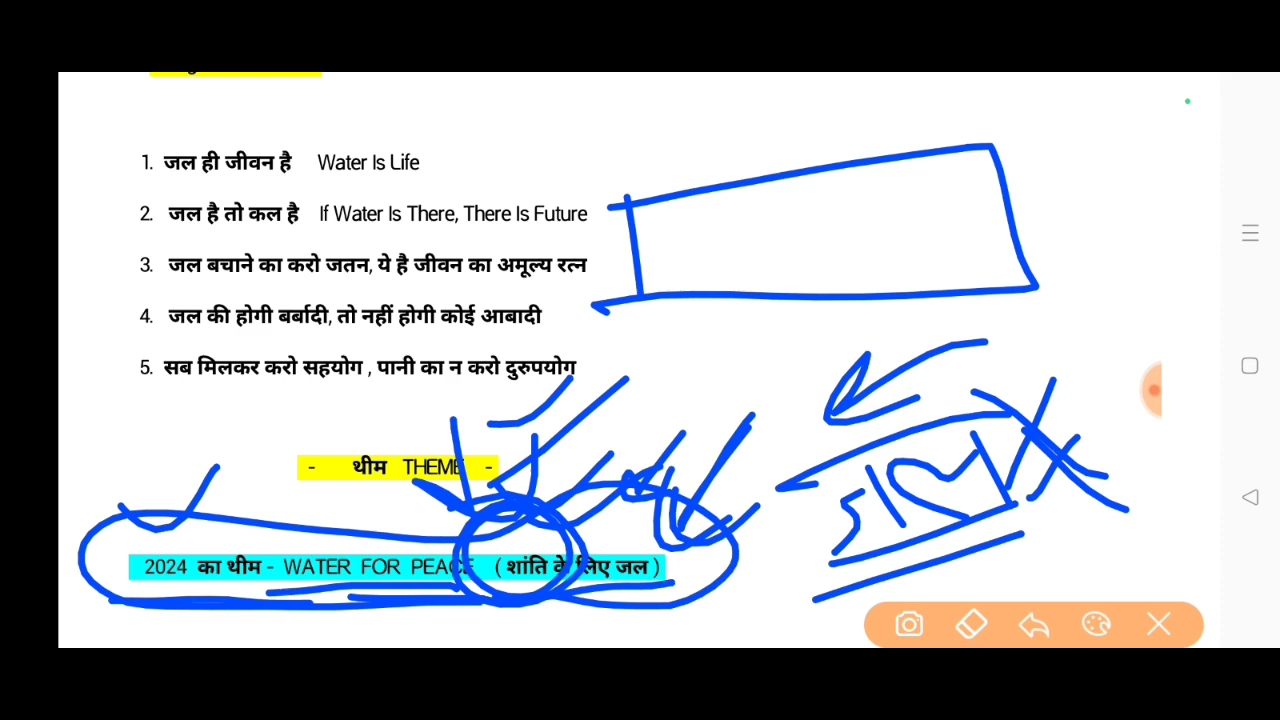 1. जल ही जीवन है Water Is Life
2. जल है तो कल है If Water Is There, There Is Future
3. जल बचाने का करो जतन, ये है जीवन का अमूल्य रत्न
4. जल की होगी बर्बादी, तो नहीं होगी कोई आबादी
5. सब मिलकर करो सहयोग , पानी का न करो दुरुपयोग
- थीम THEME -
2024 का थीम - WATER FOR PEACE ( शांति के लिए जल )